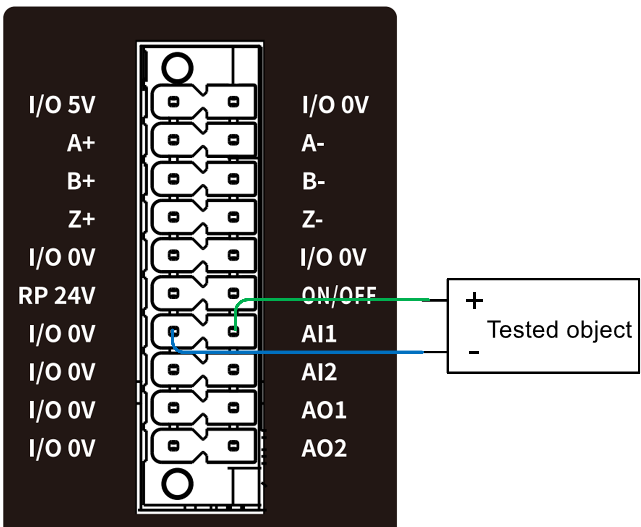 I/O 5V I/O 0V
A+ A-
B+ B-
Z+ Z-
I/O 0V I/O 0V
RP 24V ON/OFF
I/O 0V AI1
I/O 0V AI2
I/O 0V AO1
I/O 0V AO2
+
Tested object
-